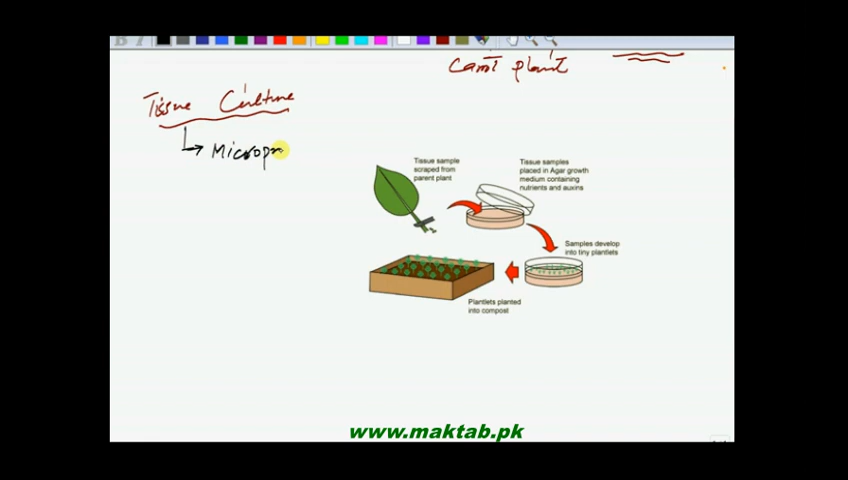 Carrot plant
Tissue Culture
Microp
Tissue sample
scraped from
parent plant
Tissue samples
placed in Agar growth
medium containing
nutrients and auxins
Samples develop
into tiny plantlets
Plantlets planted
into compost
www.maktab.pk